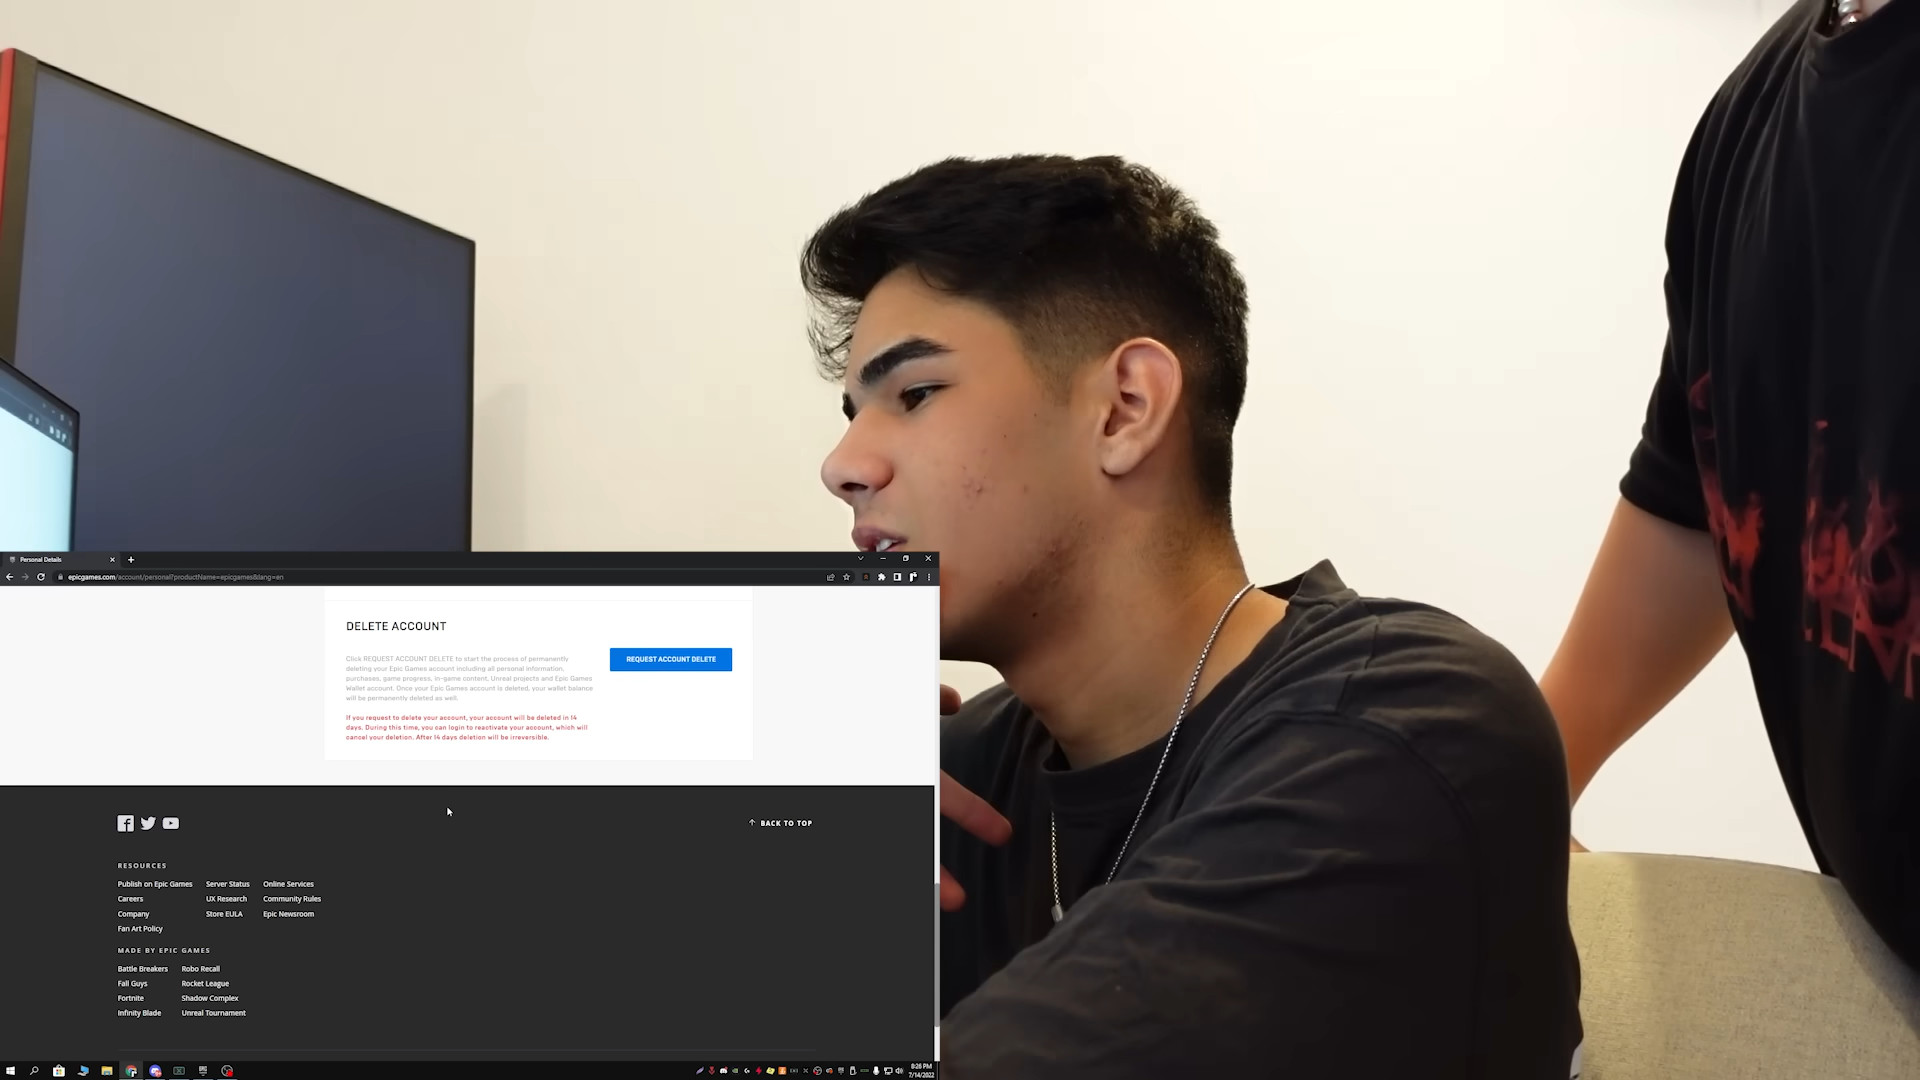 Personal Details
epicgames.com/account/personal?productName=epicgames&lang=en
DELETE ACCOUNT
Click REQUEST ACCOUNT DELETE to start the process of permanently
deleting your Epic Games account including all personal information,
purchases, game progress, in-game content, Unreal projects and Epic Games
Wallet account. Once your Epic Games account is deleted, your wallet balance
will be permanently deleted as well.
REQUEST ACCOUNT DELETE
If you request to delete your account, your account will be deleted in 14
days. During this time, you can login to reactivate your account, which will
cancel your deletion. After 14 days deletion will be irreversible.
BACK TO TOP
RESOURCES
Publish on Epic Games Server Status Online Services
Careers UX Research Community Rules
Company Store EULA Epic Newsroom
Fan Art Policy
MADE BY EPIC GAMES
Battle Breakers Robo Recall
Fall Guys Rocket League
Fortnite Shadow Complex
Infinity Blade Unreal Tournament
8:26 PM
7/14/2022